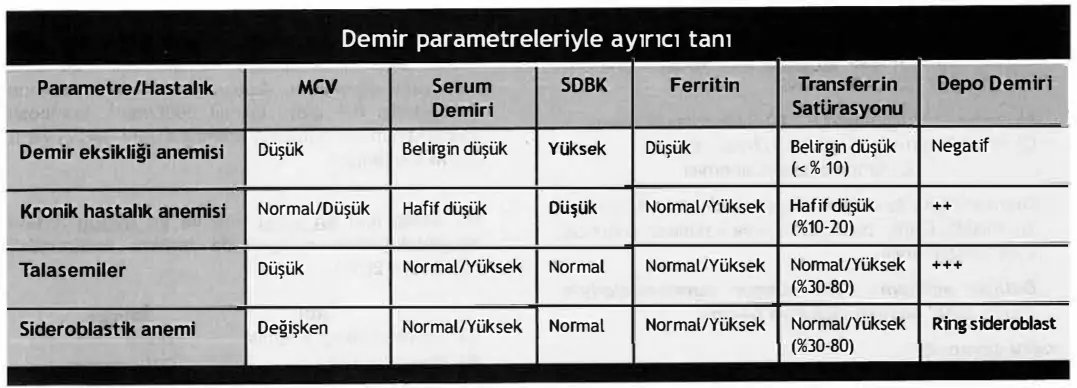 Demir parametreleriyle ayırıcı tanı
Parametre/Hastalık MCV Serum Demiri SDBK Ferritin Transferrin Satürasyonu Depo Demiri
Demir eksikliği anemisi Düşük Belirgin düşük Yüksek Düşük Belirgin düşük (<% 10) Negatif
Kronik hastalık anemisi Normal/Düşük Hafif düşük Düşük Normal/Yüksek Hafif düşük (%10-20) ++
Talasemiler Düşük Normal/Yüksek Normal Normal/Yüksek Normal/Yüksek (%30-80) +++
Sideroblastik anemi Değişken Normal/Yüksek Normal Normal/Yüksek Normal/Yüksek (%30-80) Ring sideroblast